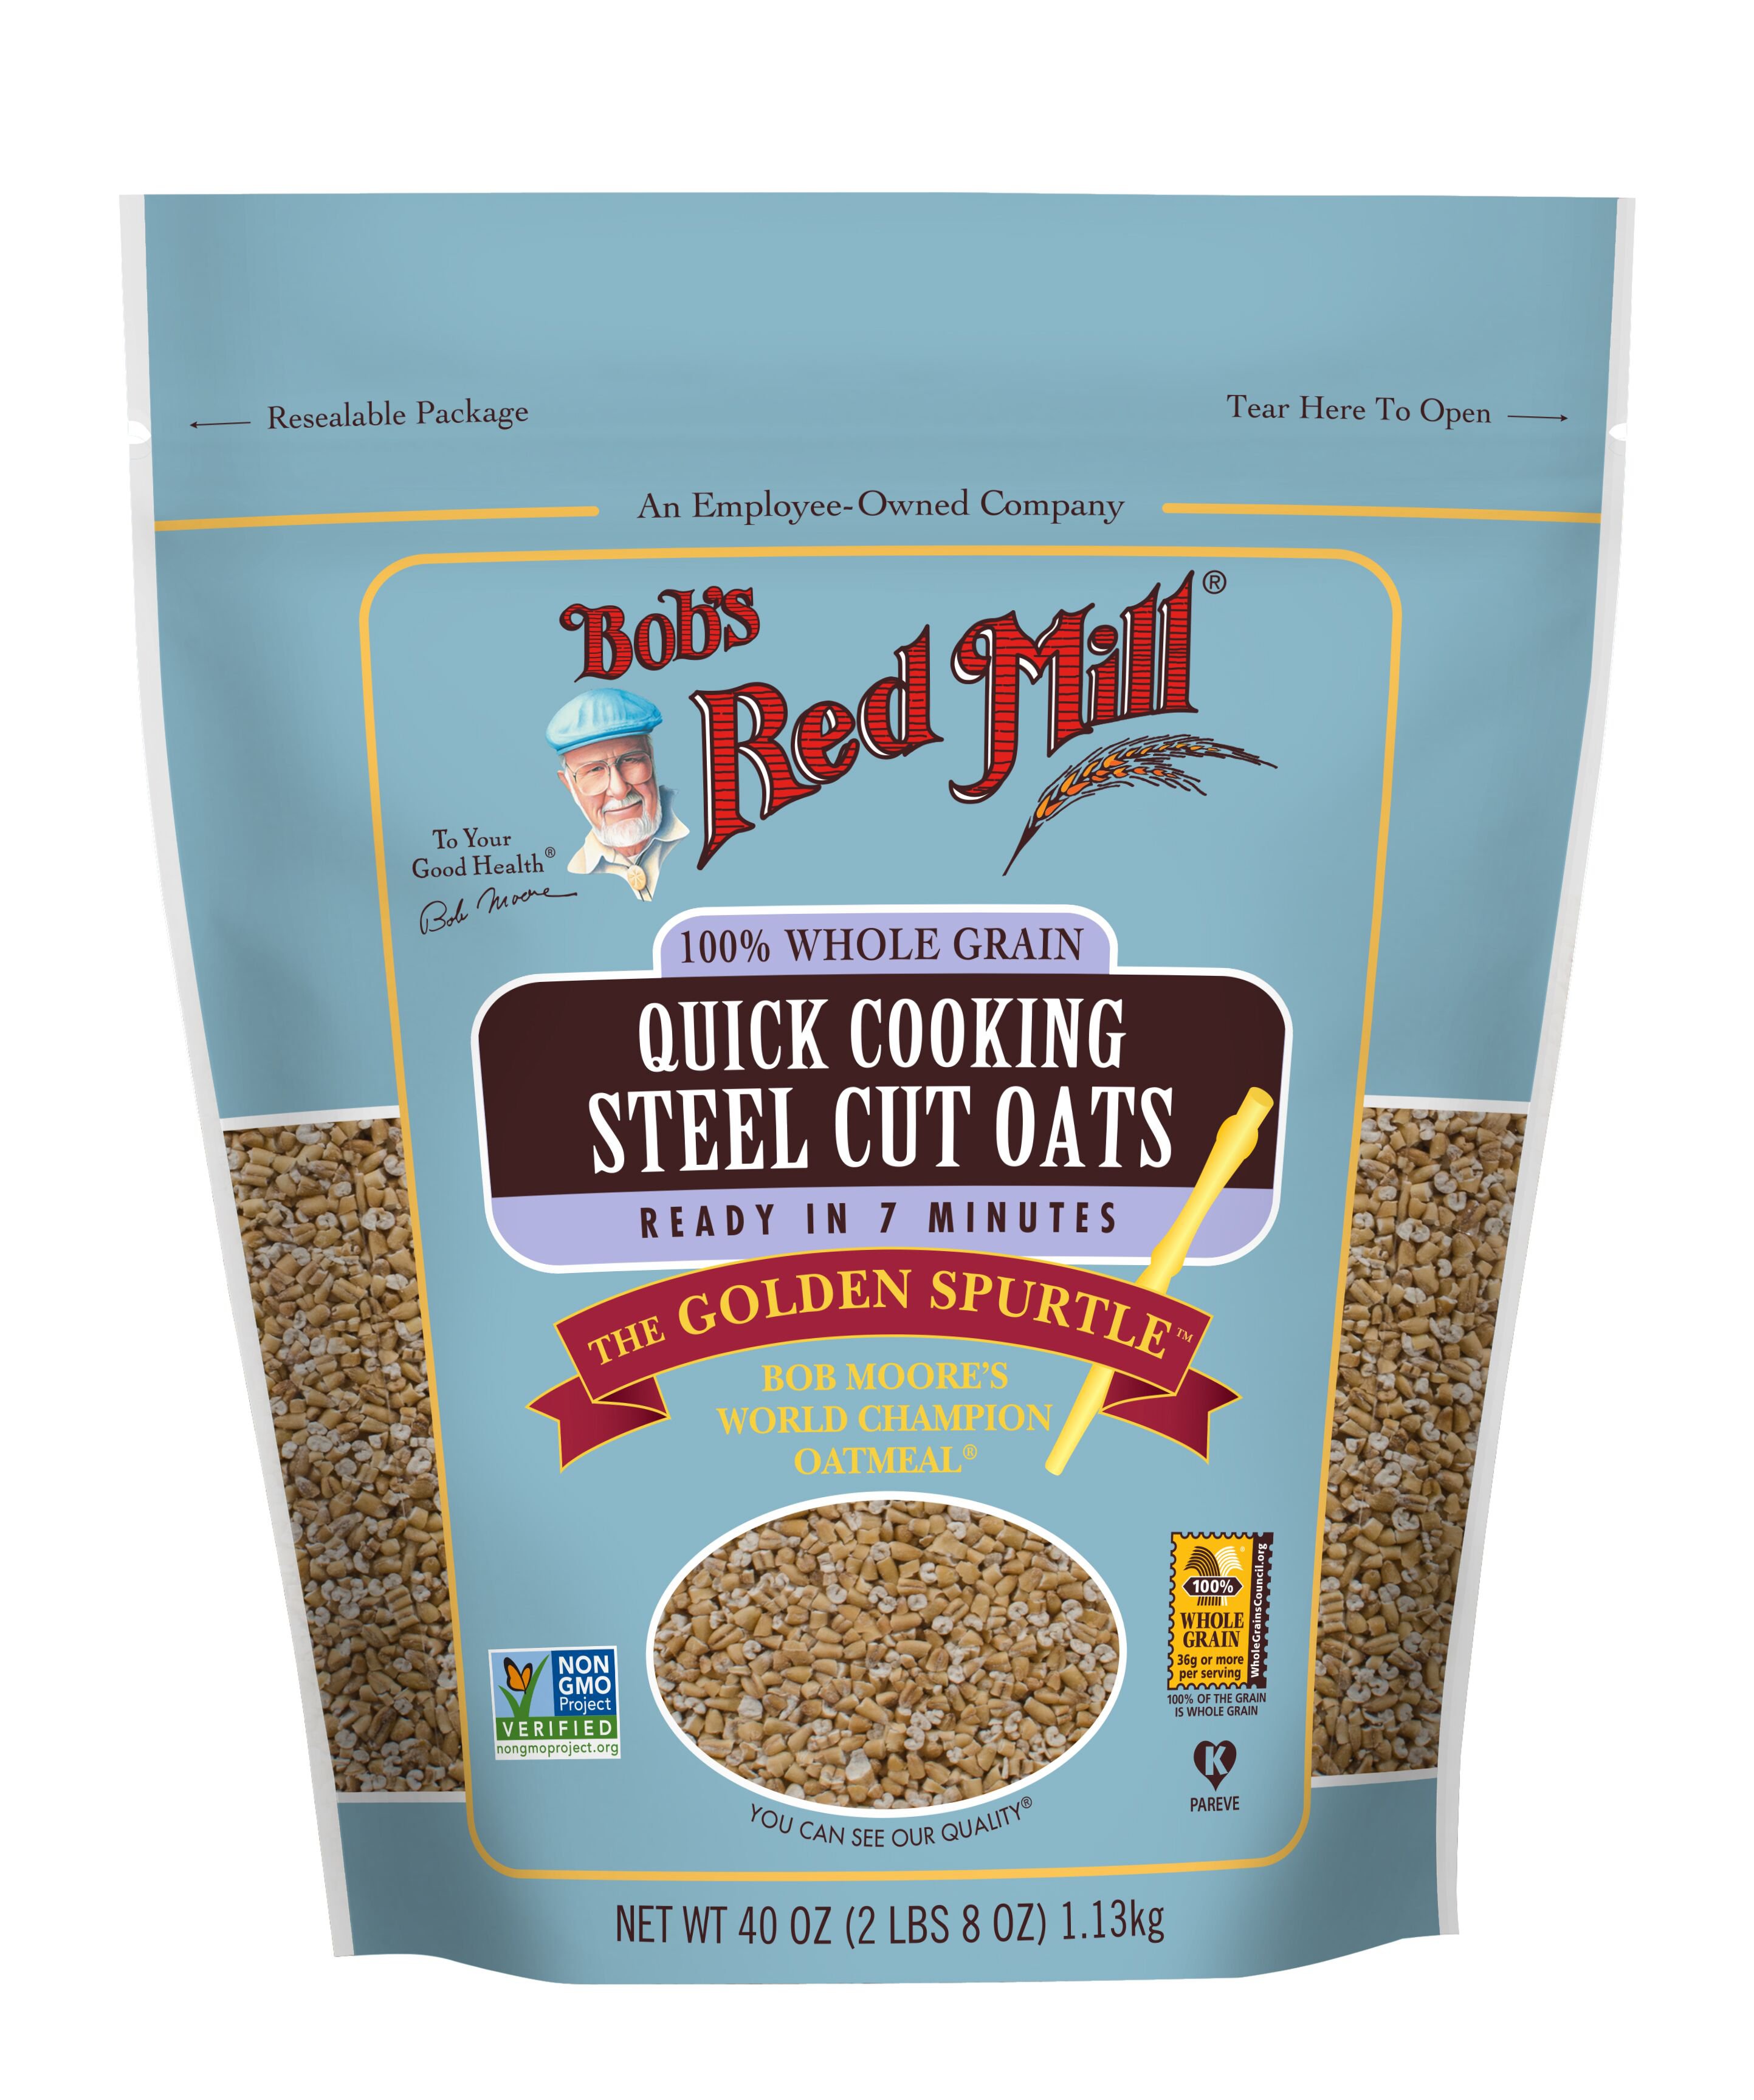 Resealable Package
Tear Here To Open
An Employee-Owned Company
Bob's
Red Mill®
To Your
Good Health®
Bob Moore
100% WHOLE GRAIN
QUICK COOKING
STEEL CUT OATS
READY IN 7 MINUTES
THE GOLDEN SPURTLE™
BOB MOORE'S
WORLD CHAMPION
OATMEAL®
NON
GMO
Project
VERIFIED
nongmoproject.org
100%
WHOLE
GRAIN
36g or more
per serving
WholeGrainsCouncil.org
100% OF THE GRAIN
IS WHOLE GRAIN
K
PAREVE
YOU CAN SEE OUR QUALITY®
NET WT 40 OZ (2 LBS 8 OZ) 1.13kg